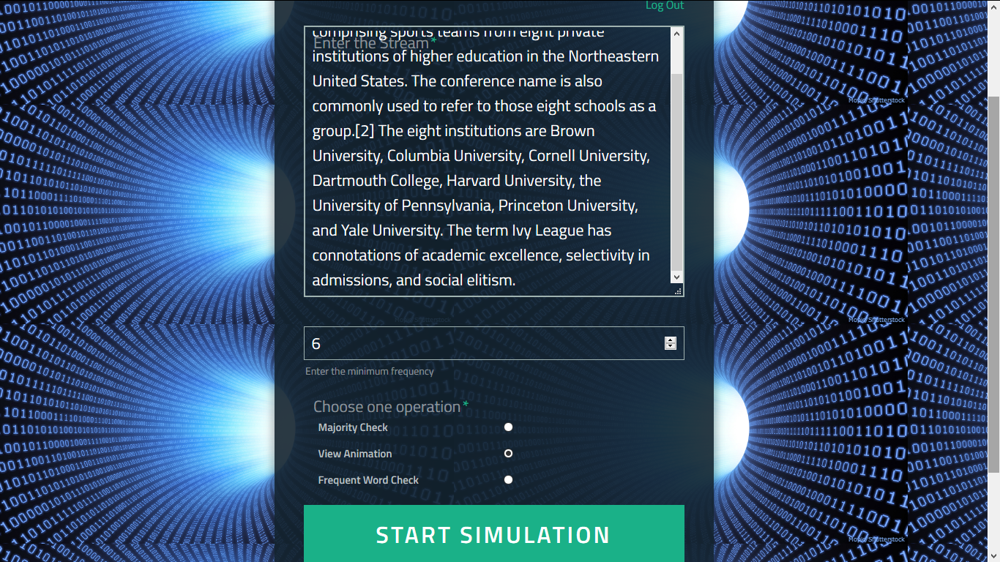 Log Out
comprising sports teams from eight private
Enter the Stream*
institutions of higher education in the Northeastern
United States. The conference name is also
commonly used to refer to those eight schools as a
group.[2] The eight institutions are Brown
University, Columbia University, Cornell University,
Dartmouth College, Harvard University, the
University of Pennsylvania, Princeton University,
and Yale University. The term Ivy League has
connotations of academic excellence, selectivity in
admissions, and social elitism.
6
Enter the minimum frequency
Choose one operation*
Majority Check
View Animation
Frequent Word Check
START SIMULATION